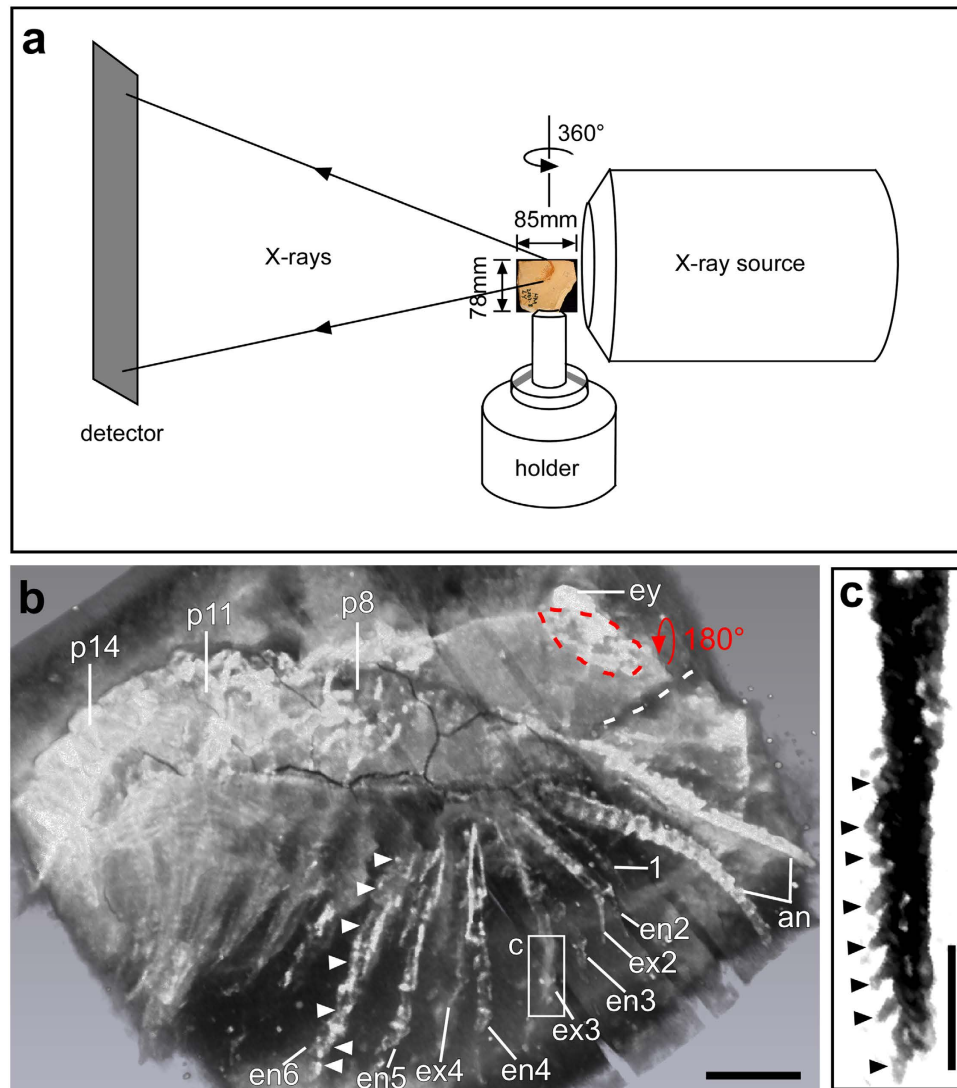 a
360°
85mm
X-rays
X-ray source
78mm
detector
holder
b
ey
c
p8
p11
180°
p14
1
an
en2
c
ex2
en3
ex3
en6
en5
ex4
en4